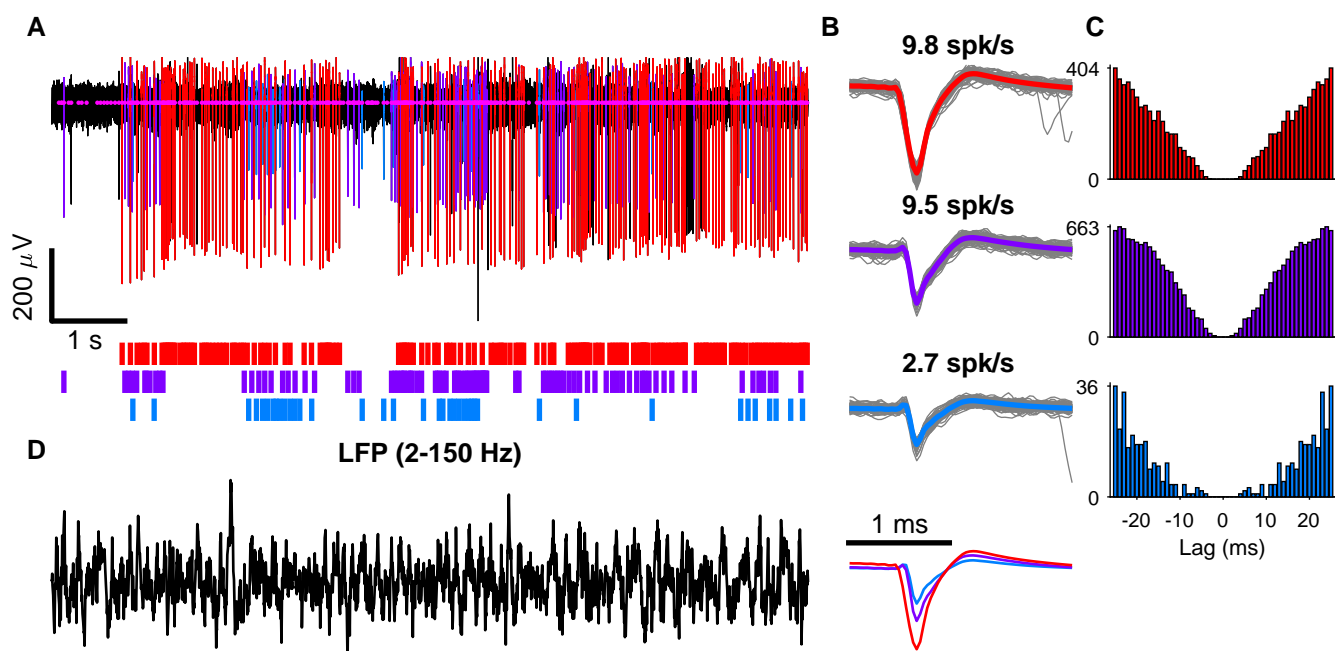 A
200 μV
1 s
B
9.8 spk/s
9.5 spk/s
2.7 spk/s
1 ms
C
404
0
663
0
36
0
-20 -10 0 10 20
Lag (ms)
D
LFP (2-150 Hz)